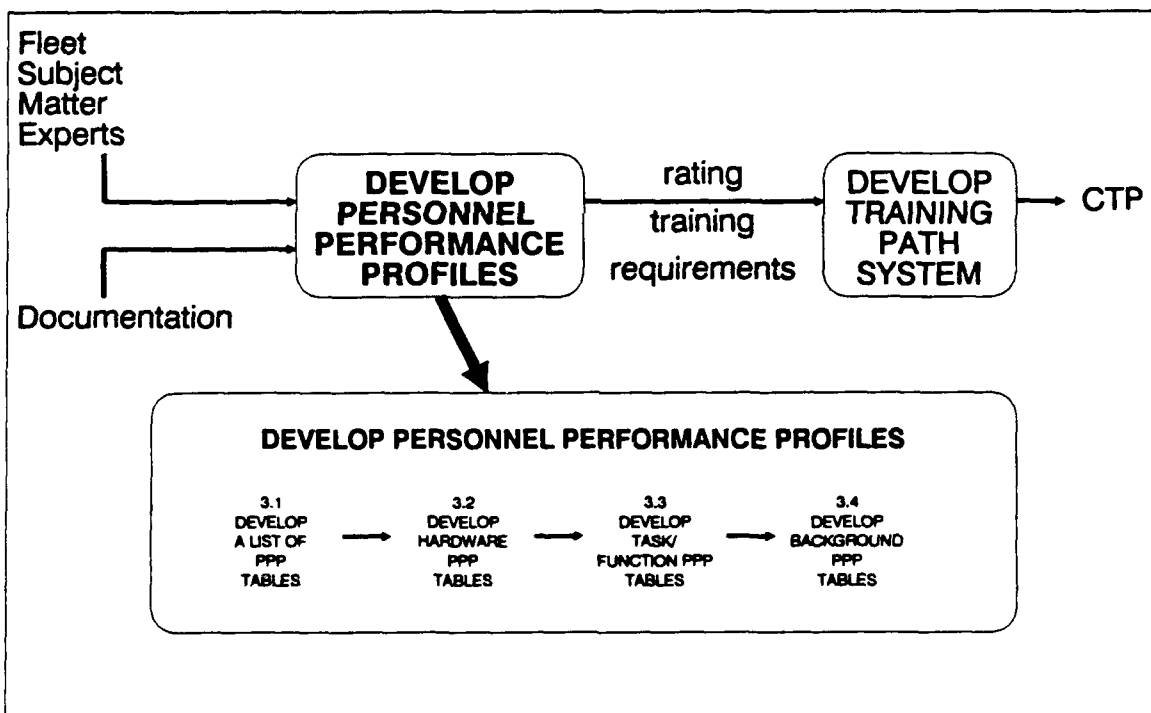 Fleet
Subject
Matter
Experts
Documentation
DEVELOP
PERSONNEL
PERFORMANCE
PROFILES
rating
training
requirements
DEVELOP
TRAINING
PATH
SYSTEM
CTP
DEVELOP PERSONNEL PERFORMANCE PROFILES
3.1
DEVELOP
A LIST OF
PPP
TABLES
3.2
DEVELOP
HARDWARE
PPP
TABLES
3.3
DEVELOP
TASK/
FUNCTION PPP
TABLES
3.4
DEVELOP
BACKGROUND
PPP
TABLES